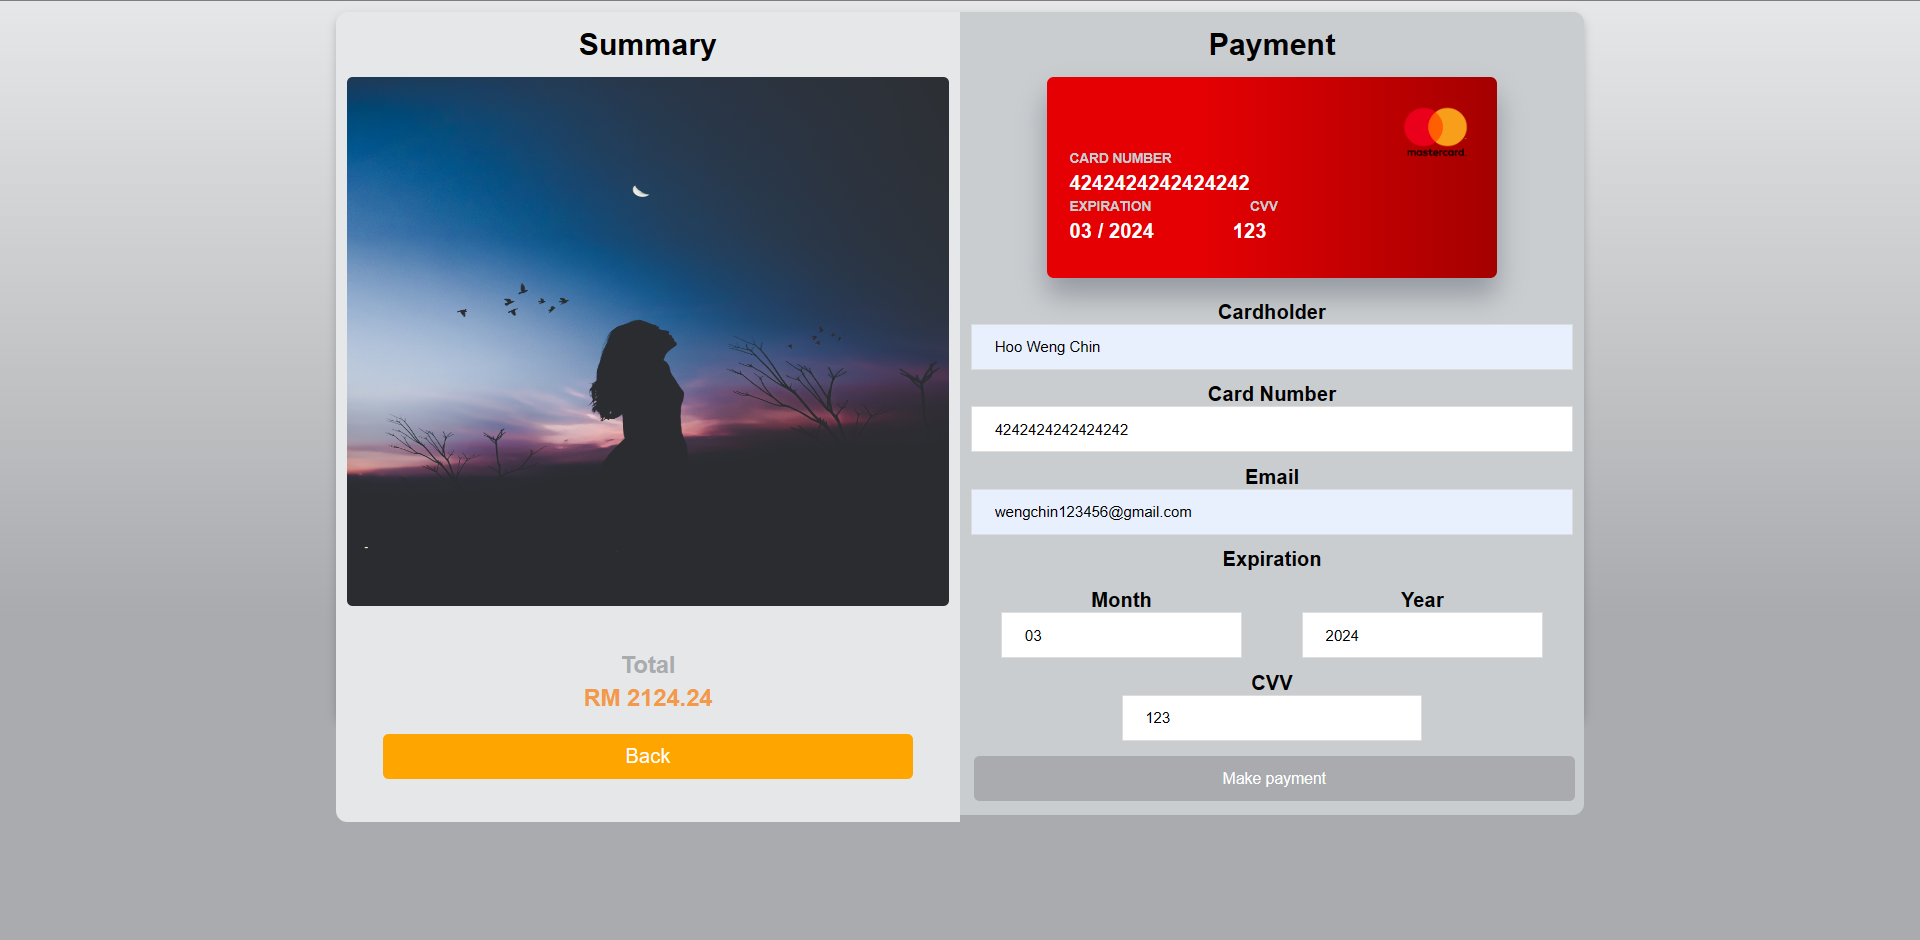 Summary
-
Total
RM 2124.24
Back
Payment
mastercard
CARD NUMBER
4242424242424242
EXPIRATION CVV
03 / 2024 123
Cardholder
Hoo Weng Chin
Card Number
4242424242424242
Email
wengchin123456@gmail.com
Expiration
Month Year
03 2024
CVV
123
Make payment